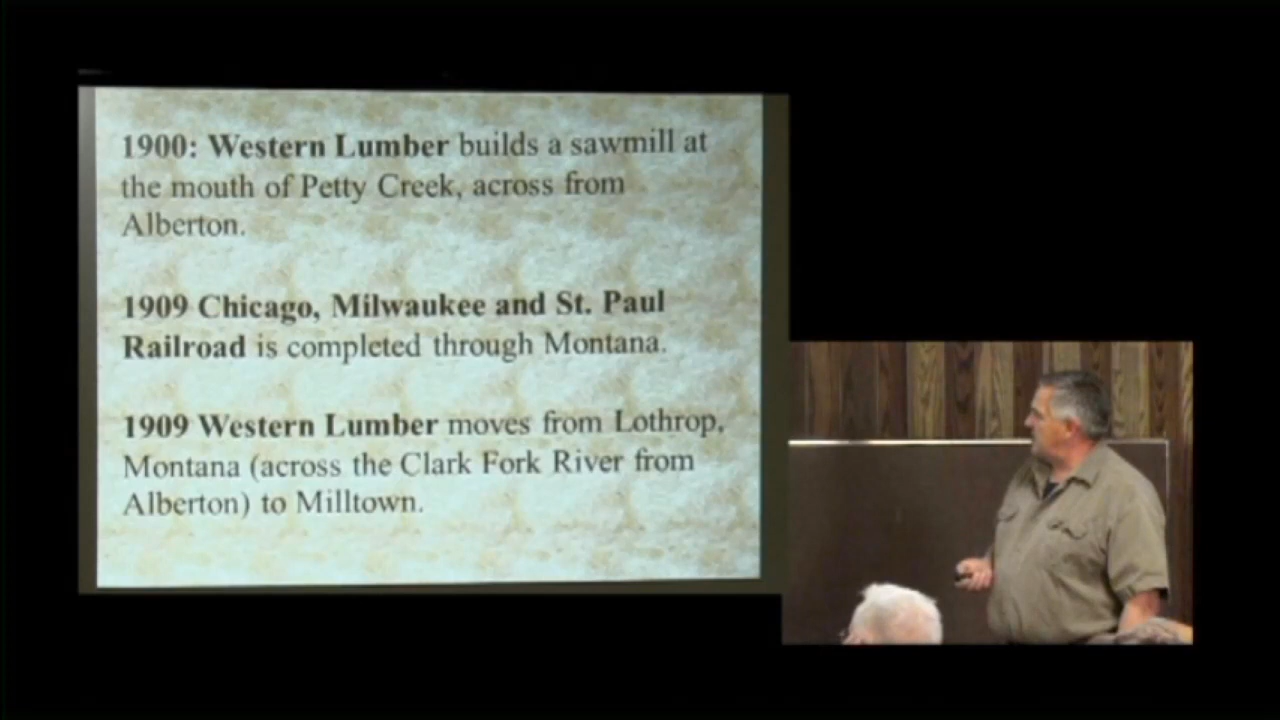 1900: Western Lumber builds a sawmill at
the mouth of Petty Creek, across from
Alberton.
1909 Chicago, Milwaukee and St. Paul
Railroad is completed through Montana.
1909 Western Lumber moves from Lothrop,
Montana (across the Clark Fork River from
Alberton) to Milltown.